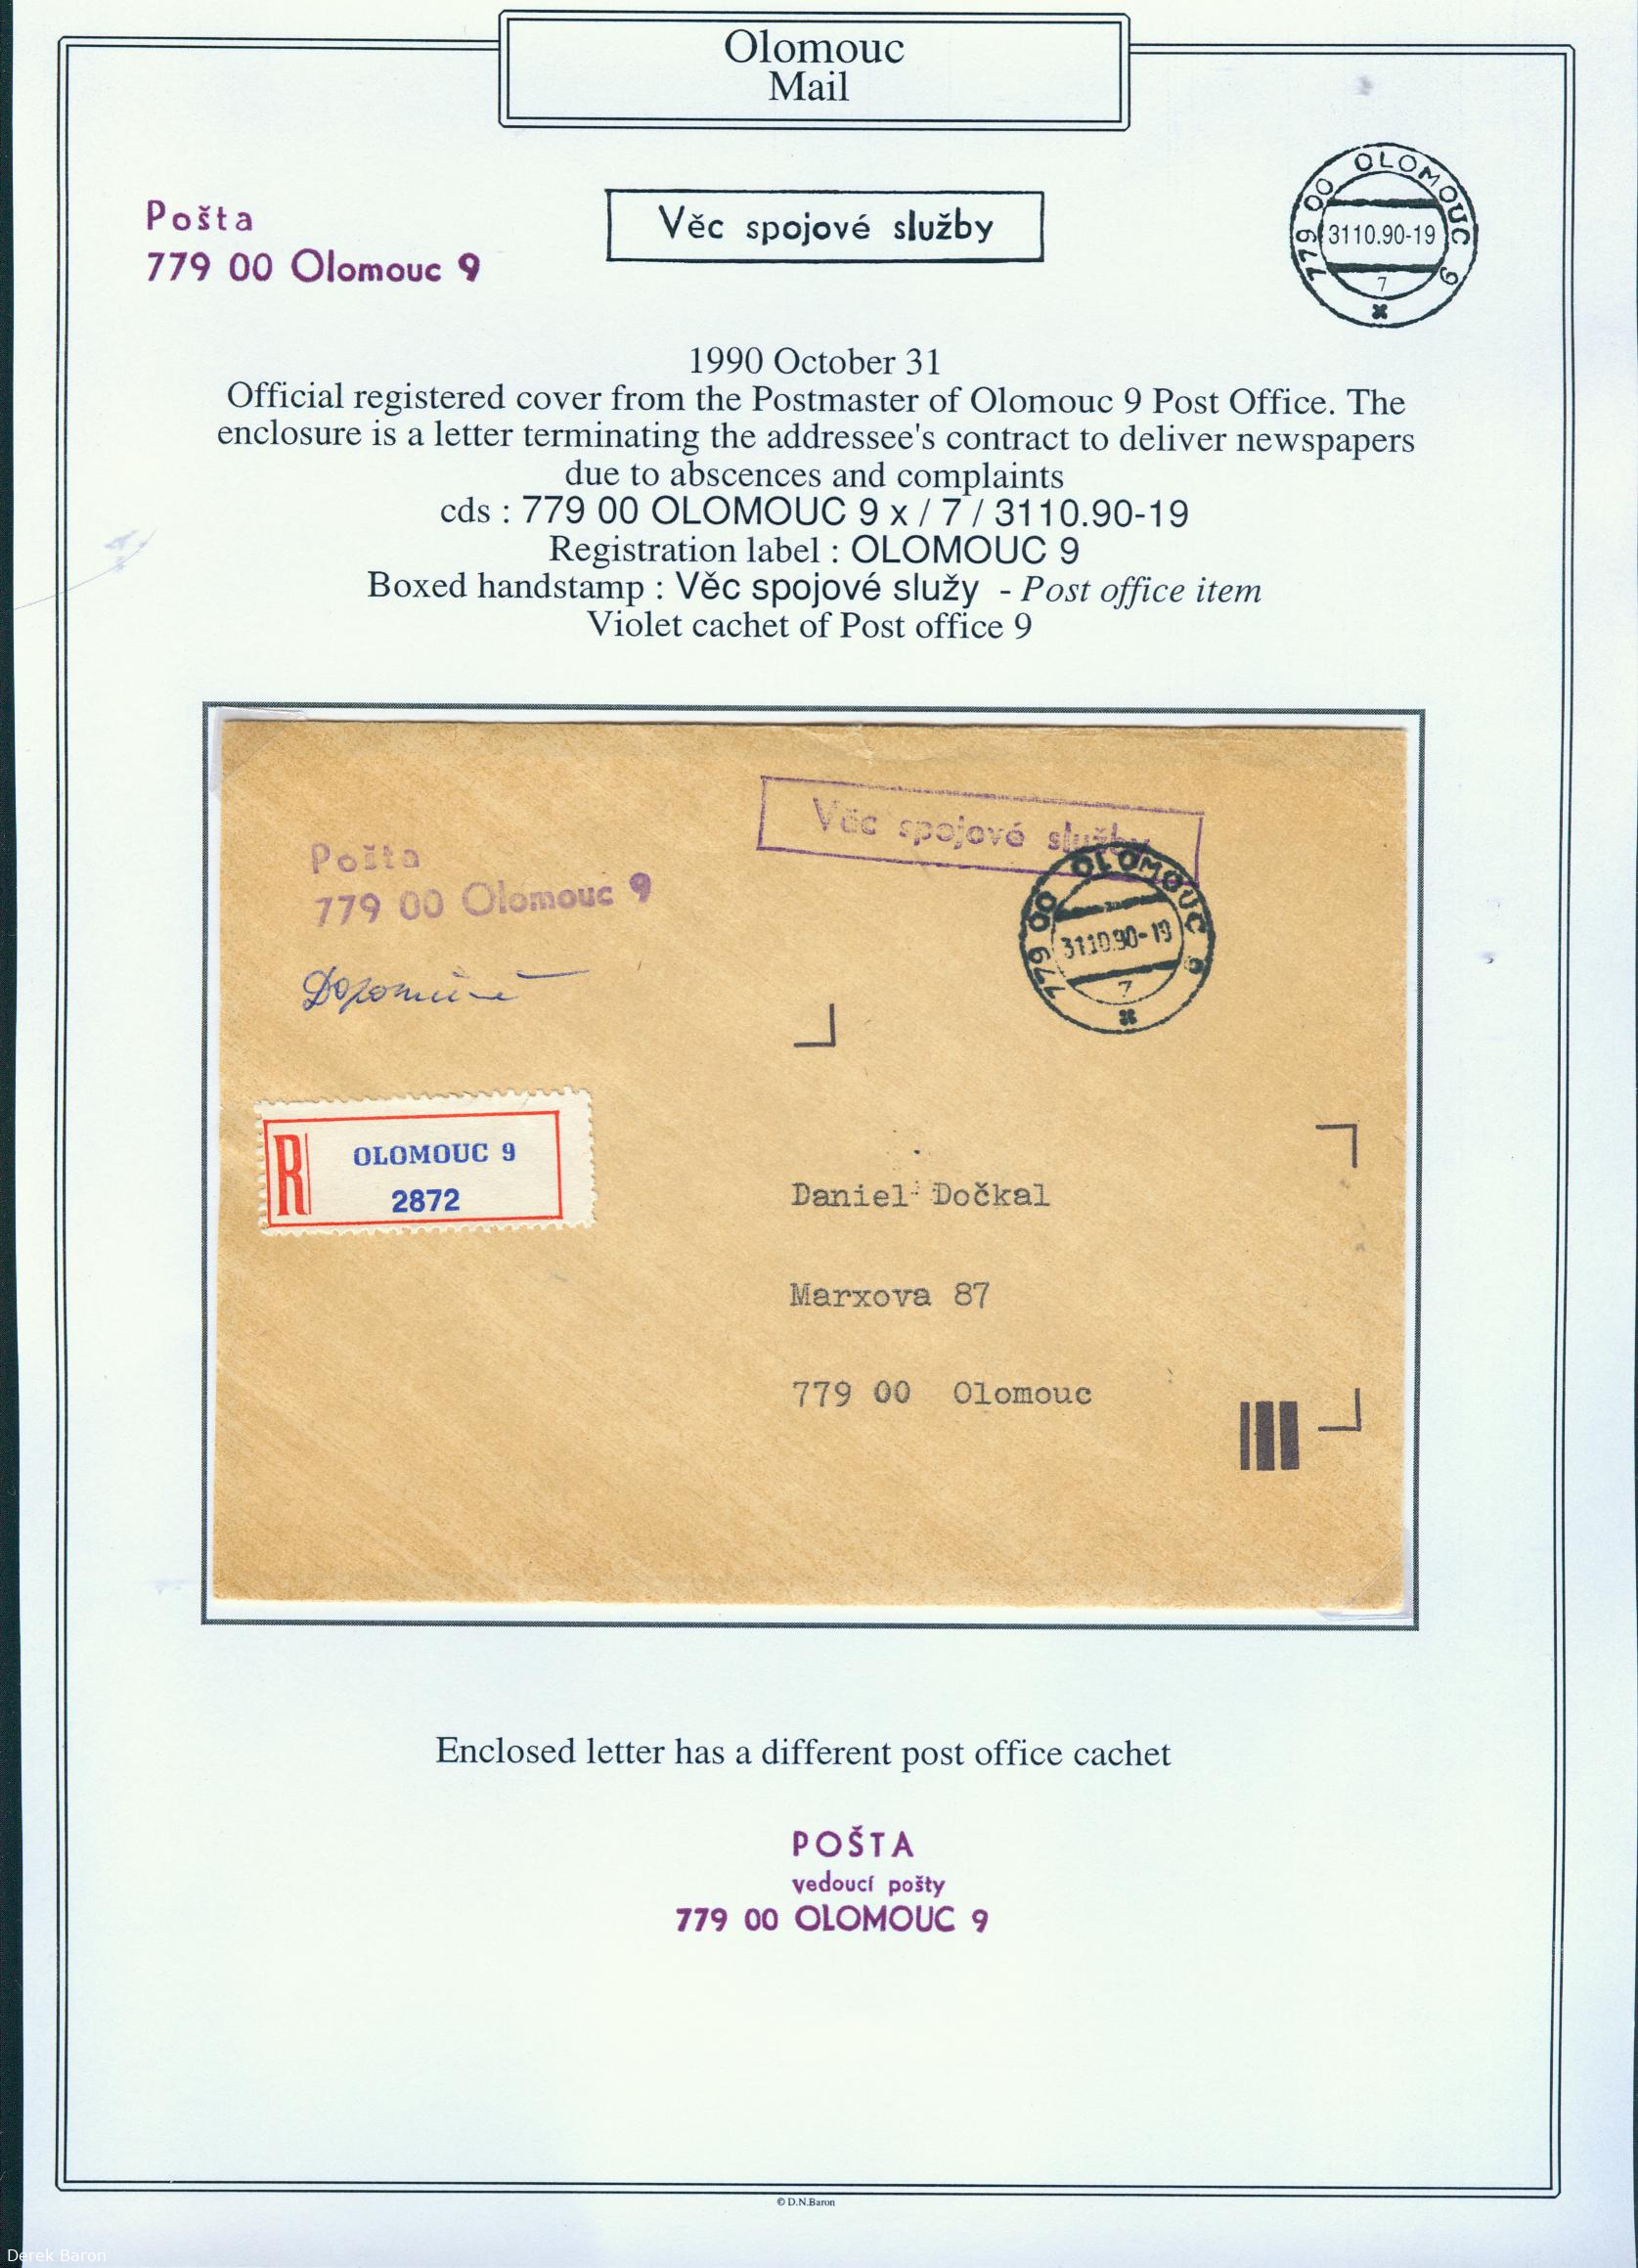 Olomouc
Mail
Pošta
779 00 Olomouc 9
Věc spojové služby
779 00 OLOMOUC 9
3110.90-19
7
1990 October 31
Official registered cover from the Postmaster of Olomouc 9 Post Office. The
enclosure is a letter terminating the addressee's contract to deliver newspapers
due to abscences and complaints
cds : 779 00 OLOMOUC 9 x / 7 / 3110.90-19
Registration label : OLOMOUC 9
Boxed handstamp : Věc spojové služy - Post office item
Violet cachet of Post office 9
Věc spojové služby
Pošta
779 00 Olomouc 9
779 00 OLOMOUC 9
3110.90-19
7
Doporučeně
R
OLOMOUC 9
2872
Daniel Dočkal
Marxova 87
779 00 Olomouc
Enclosed letter has a different post office cachet
POŠTA
vedoucí pošty
779 00 OLOMOUC 9
© D.N.Baron
Derek Baron